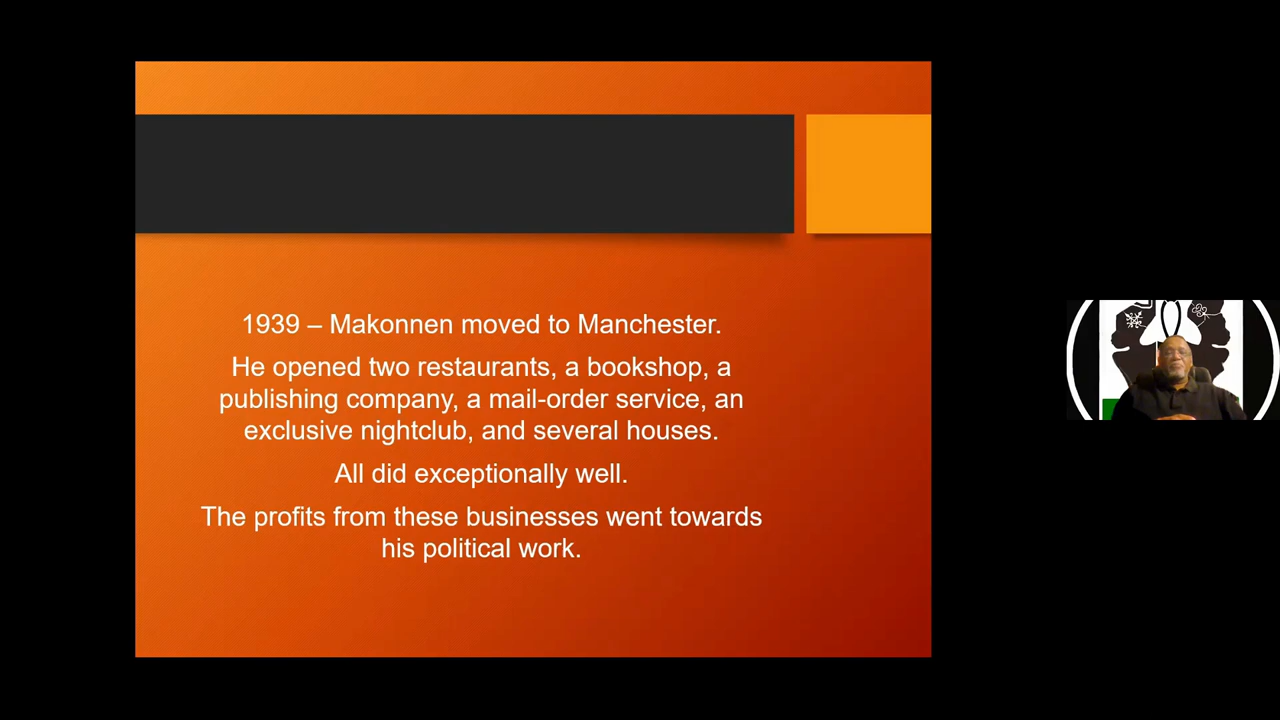 1939 – Makonnen moved to Manchester.
He opened two restaurants, a bookshop, a
publishing company, a mail-order service, an
exclusive nightclub, and several houses.
All did exceptionally well.
The profits from these businesses went towards
his political work.